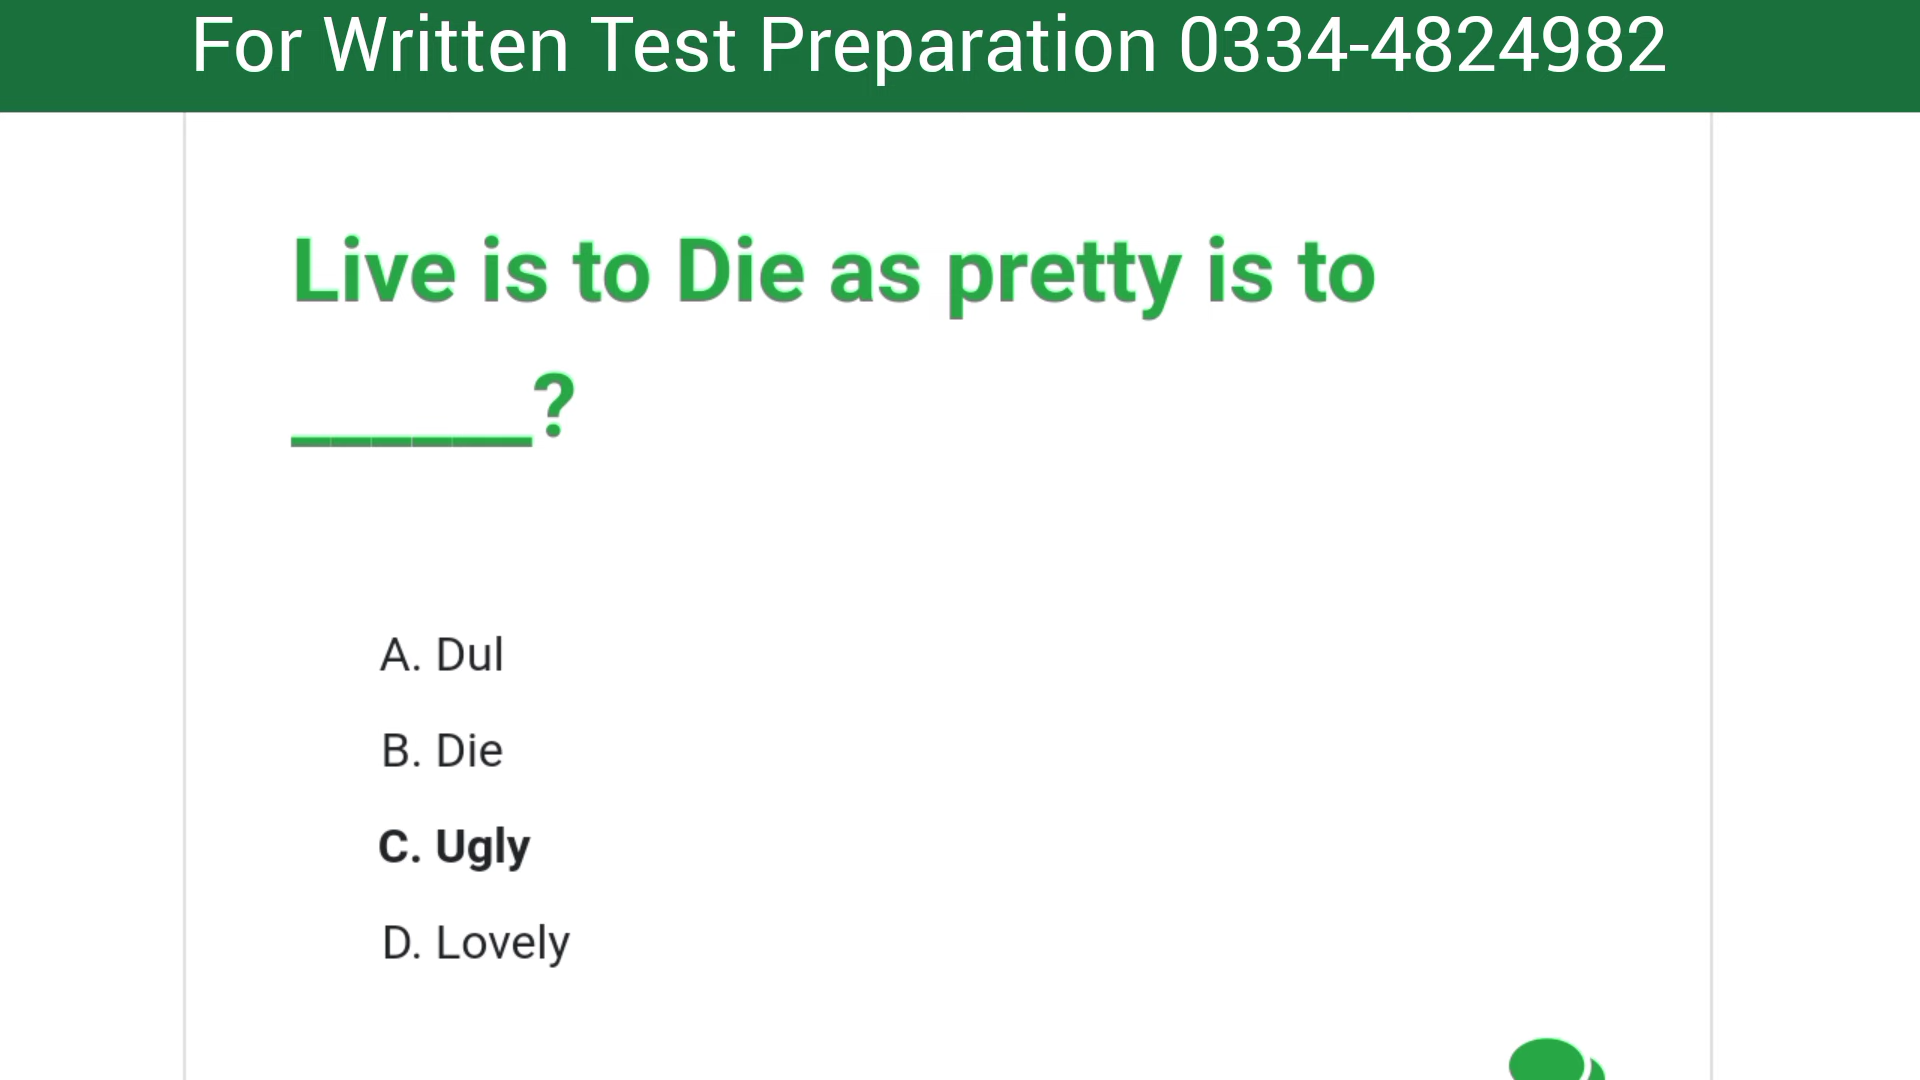 For Written Test Preparation 0334-4824982
Live is to Die as pretty is to
______?
A. Dul
B. Die
C. Ugly
D. Lovely